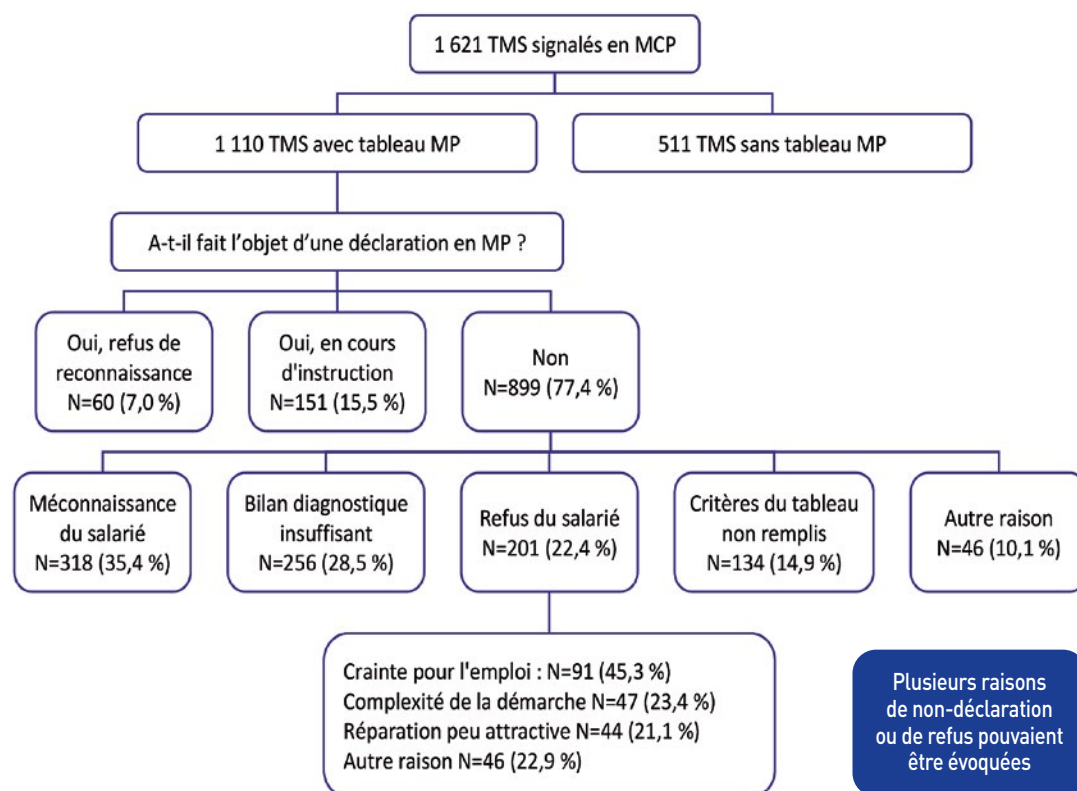 1 621 TMS signalés en MCP
1 110 TMS avec tableau MP
511 TMS sans tableau MP
A-t-il fait l'objet d'une déclaration en MP ?
Oui, refus de
reconnaissance
N=60 (7,0 %)
Oui, en cours
d'instruction
N=151 (15,5 %)
Non
N=899 (77,4 %)
Méconnaissance
du salarié
N=318 (35,4 %)
Bilan diagnostique
insuffisant
N=256 (28,5 %)
Refus du salarié
N=201 (22,4 %)
Critères du tableau
non remplis
N=134 (14,9 %)
Autre raison
N=46 (10,1 %)
Crainte pour l'emploi : N=91 (45,3 %)
Complexité de la démarche N=47 (23,4 %)
Réparation peu attractive N=44 (21,1 %)
Autre raison N=46 (22,9 %)
Plusieurs raisons
de non-déclaration
ou de refus pouvaient
être évoquées